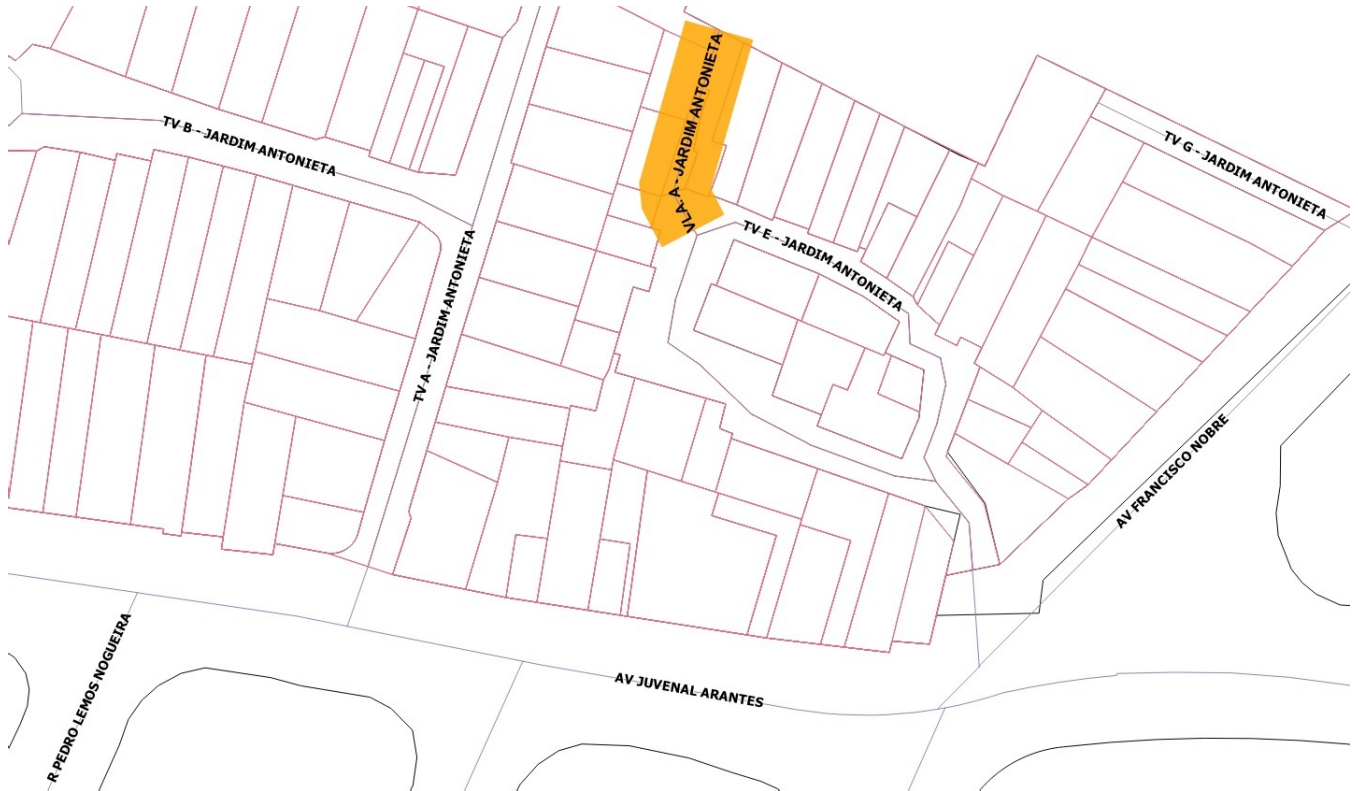 VLA. A - JARDIM ANTONIETA
TV B - JARDIM ANTONIETA
TV G - JARDIM ANTONIETA
TV E - JARDIM ANTONIETA
TV A - JARDIM ANTONIETA
AV FRANCISCO NOBRE
R PEDRO LEMOS NOGUEIRA
AV JUVENAL ARANTES